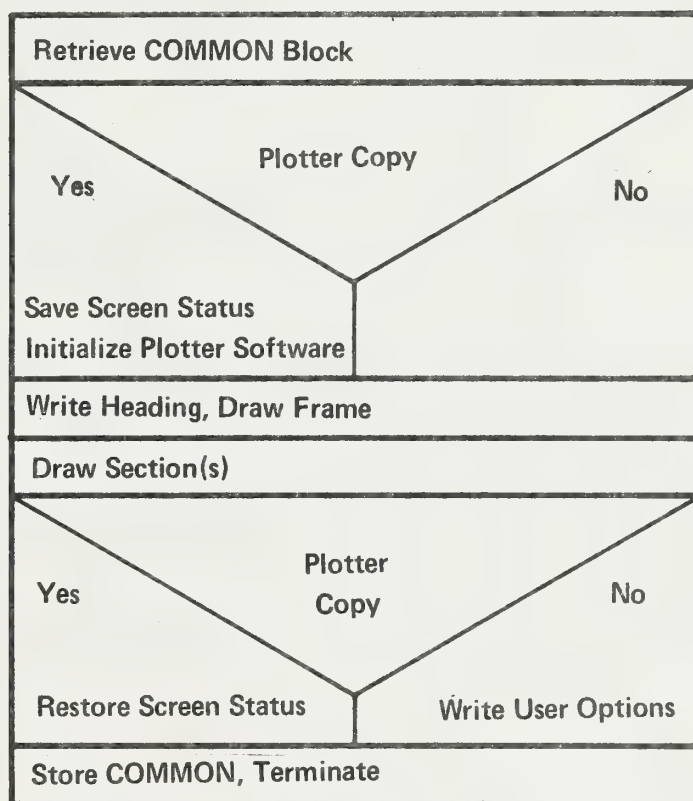 Retrieve COMMON Block
Plotter Copy
Yes
No
Save Screen Status
Initialize Plotter Software
Write Heading, Draw Frame
Draw Section(s)
Plotter
Copy
Yes
No
Restore Screen Status
Write User Options
Store COMMON, Terminate